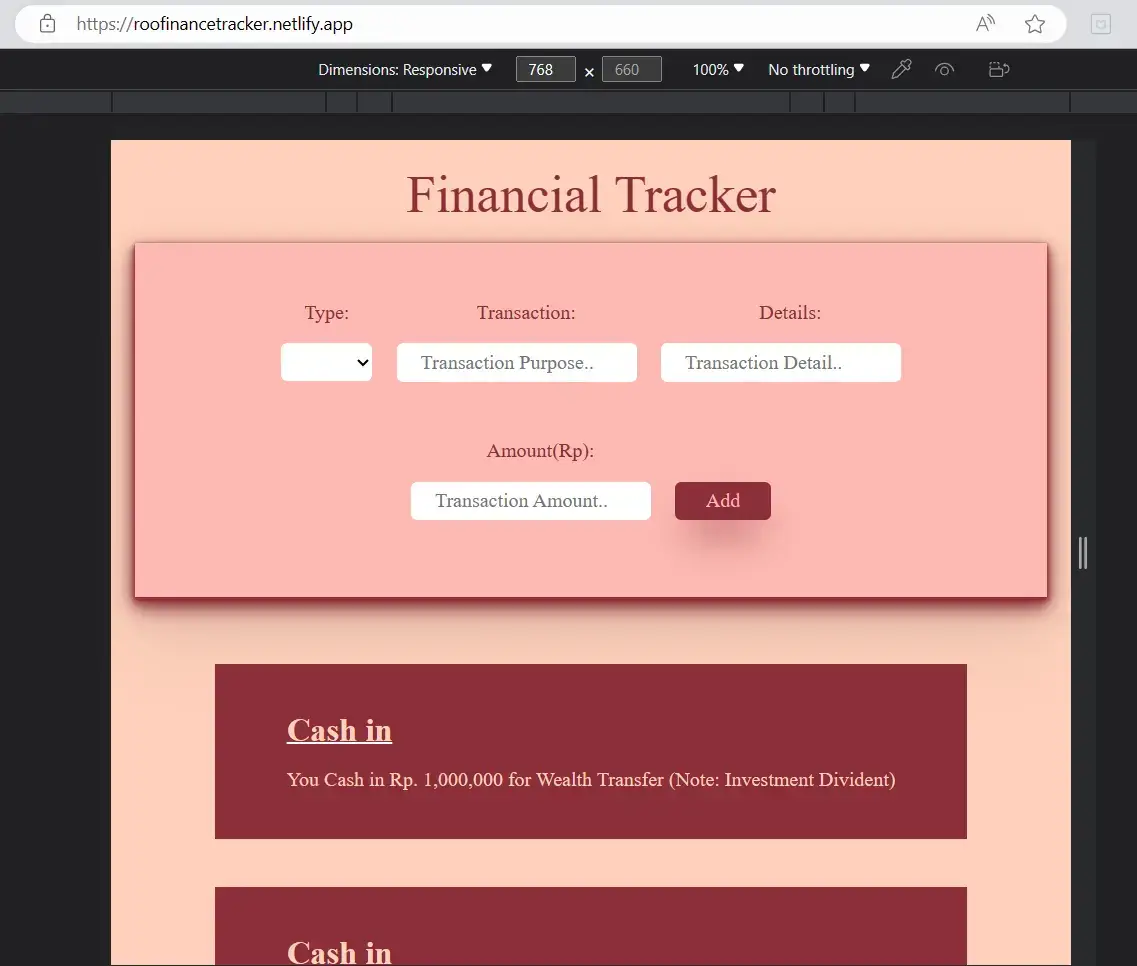 https://roofinancetracker.netlify.app
Dimensions: Responsive 768 × 660 100% No throttling
Financial Tracker
Type: Transaction: Details:
Transaction Purpose.. Transaction Detail..
Amount(Rp):
Transaction Amount.. Add
Cash in
You Cash in Rp. 1,000,000 for Wealth Transfer (Note: Investment Divident)
Cash in